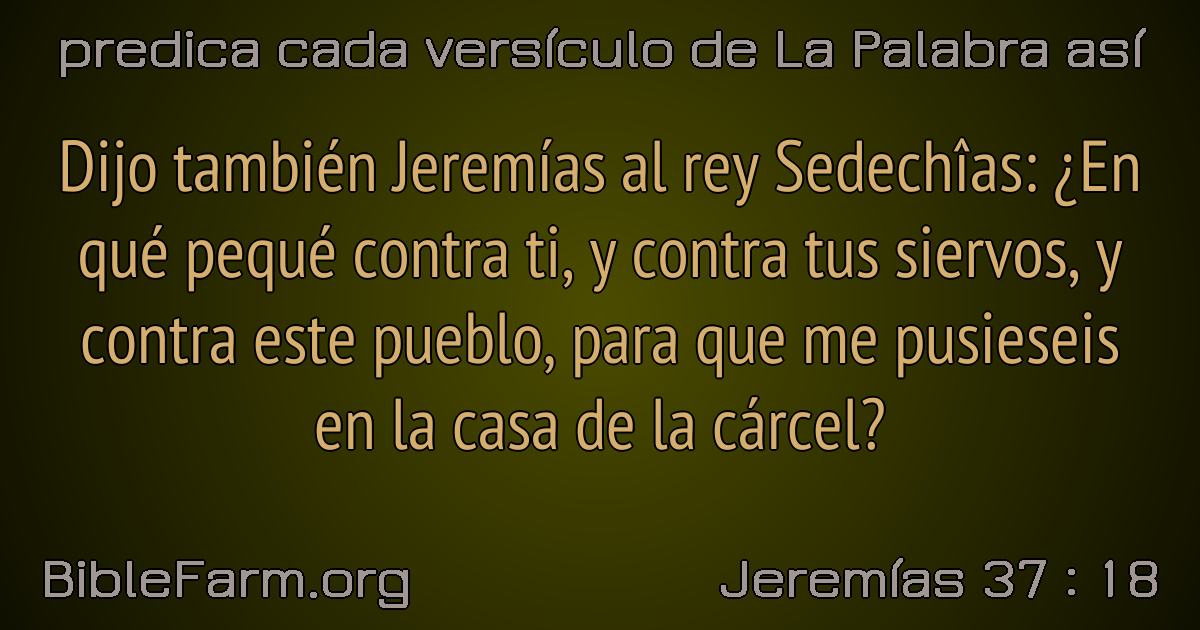 predica cada versículo de La Palabra así
Dijo también Jeremías al rey Sedechîas: ¿En
qué pequé contra ti, y contra tus siervos, y
contra este pueblo, para que me pusieseis
en la casa de la cárcel?
BibleFarm.org
Jeremías 37 : 18